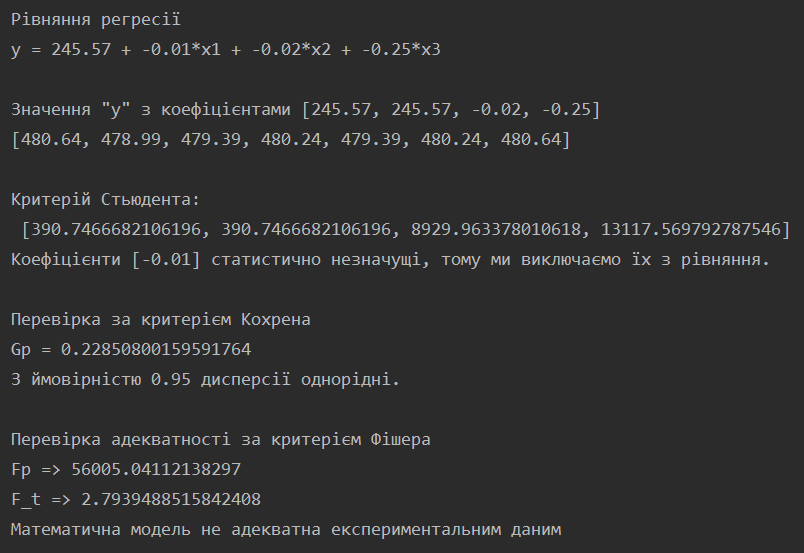 Рівняння регресії
y = 245.57 + -0.01*x1 + -0.02*x2 + -0.25*x3
Значення "y" з коефіцієнтами [245.57, 245.57, -0.02, -0.25]
[480.64, 478.99, 479.39, 480.24, 479.39, 480.24, 480.64]
Критерій Стьюдента:
[390.7466682106196, 390.7466682106196, 8929.963378010618, 13117.569792787546]
Коефіцієнти [-0.01] статистично незначущі, тому ми виключаємо їх з рівняння.
Перевірка за критерієм Кохрена
Gp = 0.22850800159591764
З ймовірністю 0.95 дисперсії однорідні.
Перевірка адекватності за критерієм Фішера
Fp => 56005.04112138297
F_t => 2.7939488515842408
Математична модель не адекватна експериментальним даним